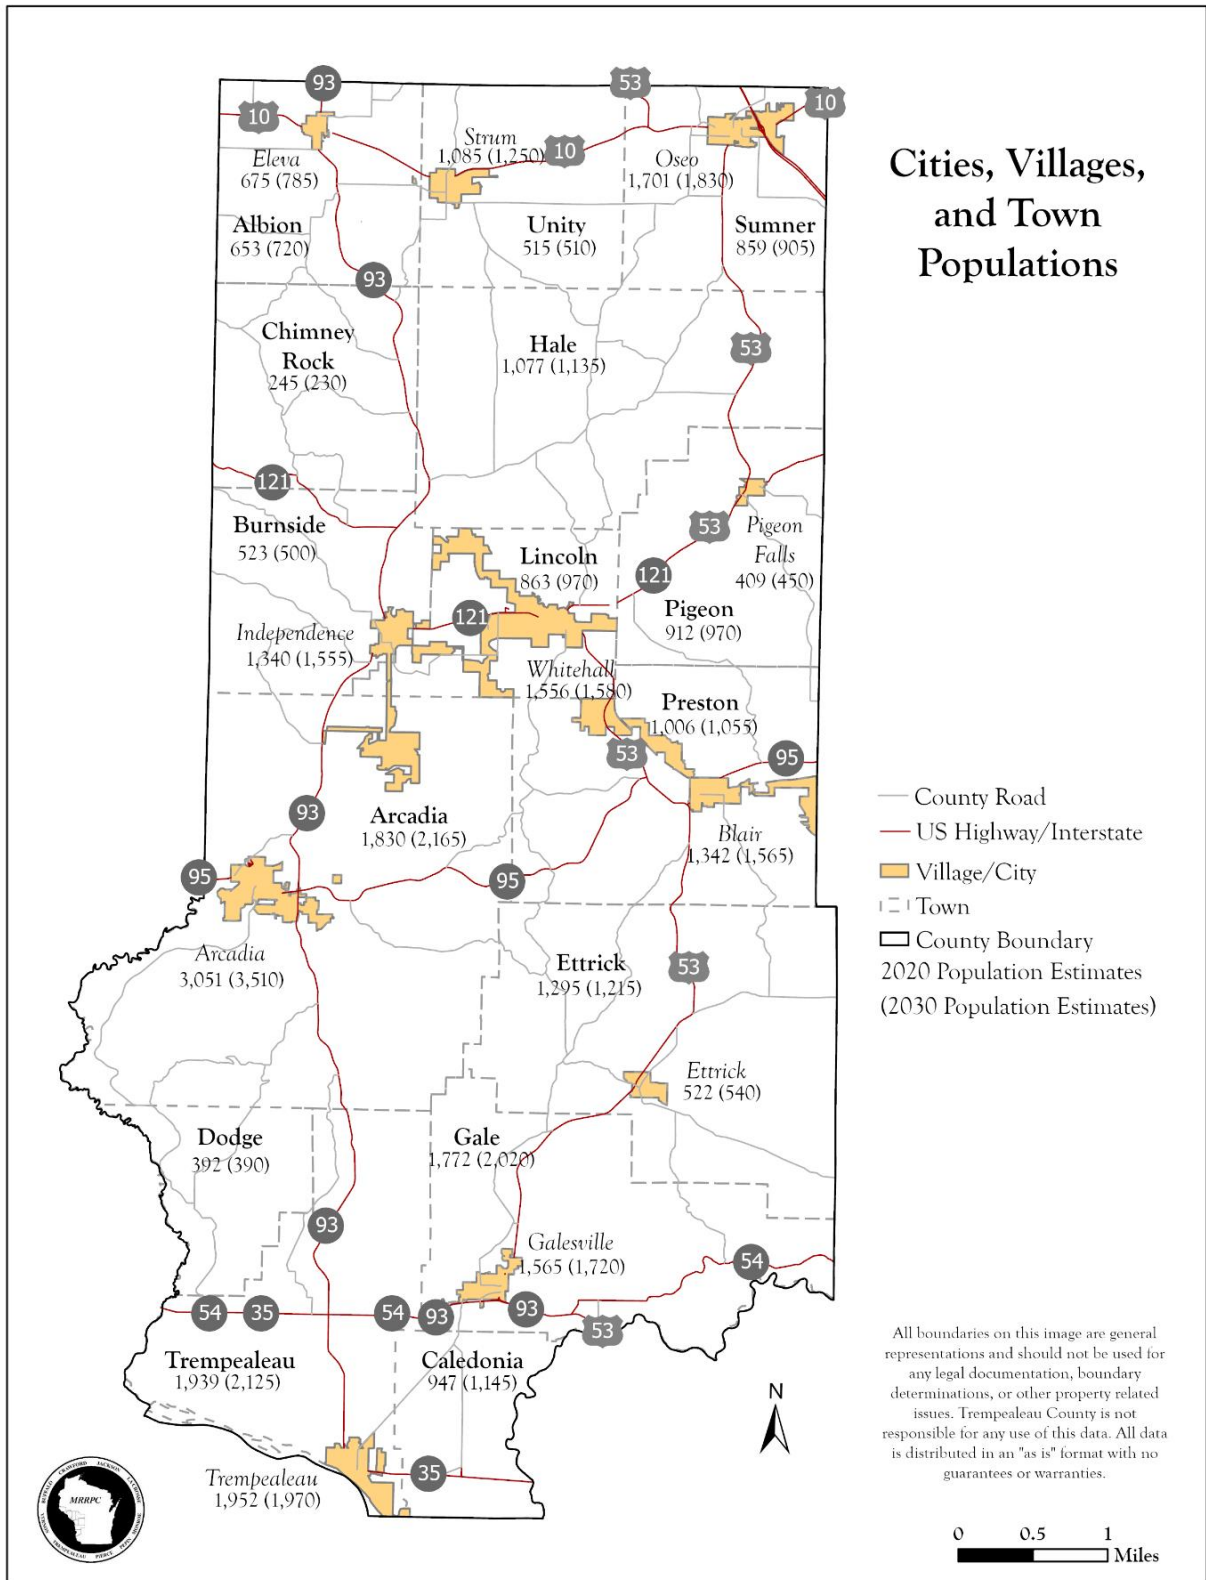 Cities, Villages,
and Town
Populations
93
53
10
10
Strum
1,085 (1,250)
10
Eleva
675 (785)
Oseo
1,701 (1,830)
Albion
653 (720)
Unity
515 (510)
Sumner
859 (905)
93
Chimney
Rock
245 (230)
Hale
1,077 (1,135)
53
121
Burnside
523 (500)
53
Pigeon
Falls
409 (450)
Lincoln
863 (970)
121
Pigeon
912 (970)
121
Independence
1,340 (1,555)
Whitehall
1,556 (1,580)
Preston
1,006 (1,055)
53
95
93
Arcadia
1,830 (2,165)
Blair
1,342 (1,565)
95
95
Arcadia
3,051 (3,510)
Ettrick
1,295 (1,215)
53
Ettrick
522 (540)
Dodge
392 (390)
Gale
1,772 (2,020)
93
Galesville
1,565 (1,720)
54
54
35
54
93
93
53
Trempealeau
1,939 (2,125)
Caledonia
947 (1,145)
Trempealeau
1,952 (1,970)
35
County Road
US Highway/Interstate
Village/City
Town
County Boundary
2020 Population Estimates
(2030 Population Estimates)
All boundaries on this image are general
representations and should not be used for
any legal documentation, boundary
determinations, or other property related
issues. Trempealeau County is not
responsible for any use of this data. All data
is distributed in an "as is" format with no
guarantees or warranties.
N
0 0.5 1
Miles
MRRPC
BUFFALO CRAWFORD JACKSON LA CROSSE MONROE PEPIN PIERCE TREMPEALEAU VERNON